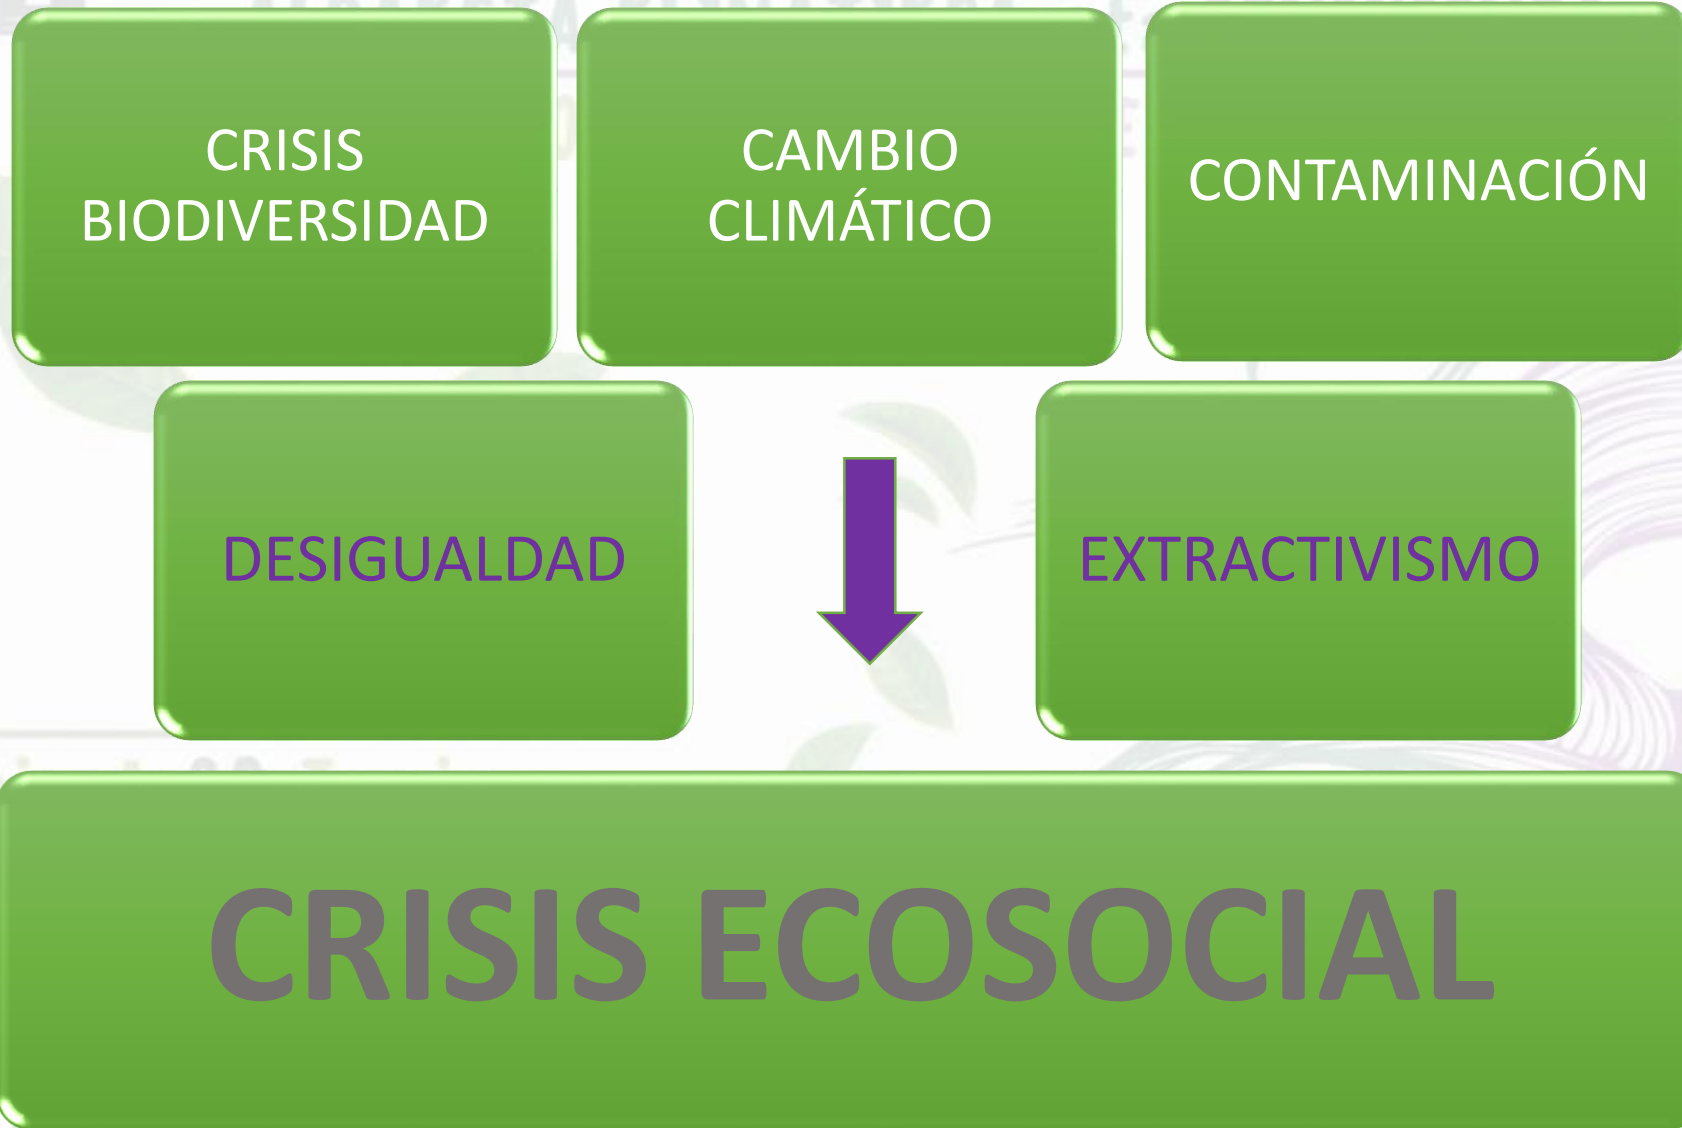 CRISIS
BIODIVERSIDAD
CAMBIO
CLIMÁTICO
CONTAMINACIÓN
DESIGUALDAD
EXTRACTIVISMO
CRISIS ECOSOCIAL